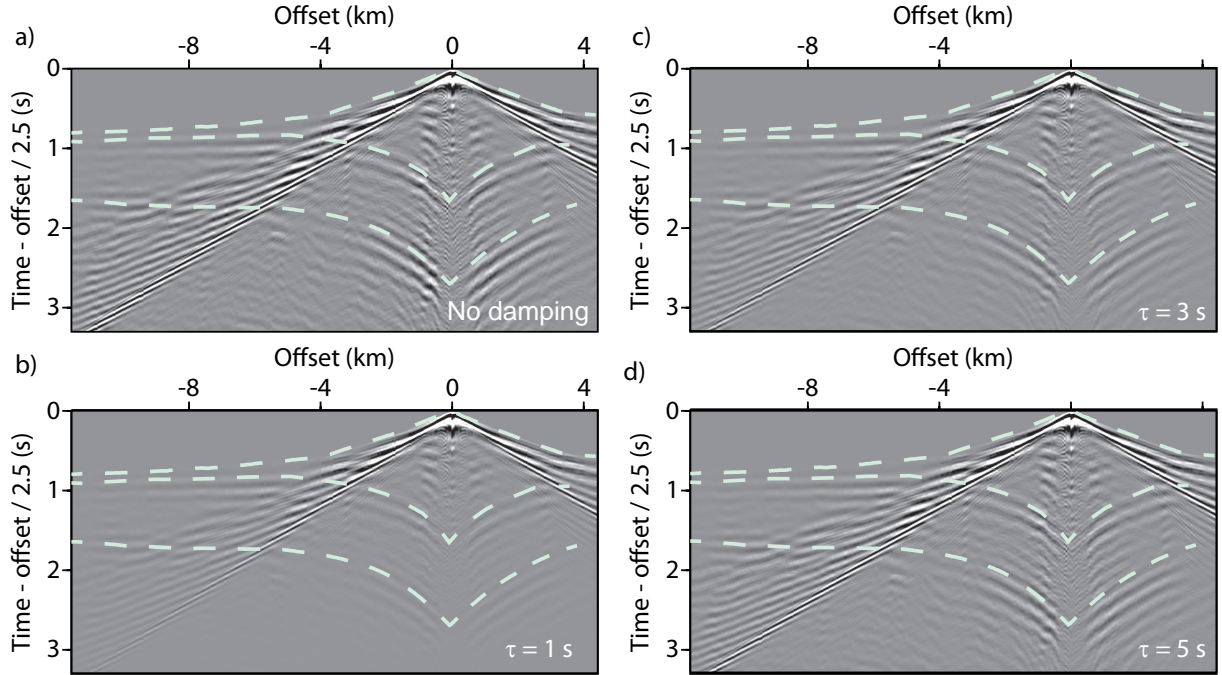 a)
Offset (km)
-8 -4 0 4
Time - offset / 2.5 (s)
0
1
2
3
No damping
c)
Offset (km)
-8 -4 0 4
Time - offset / 2.5 (s)
0
1
2
3
τ = 3 s
b)
Offset (km)
-8 -4 0 4
Time - offset / 2.5 (s)
0
1
2
3
τ = 1 s
d)
Offset (km)
-8 -4 0 4
Time - offset / 2.5 (s)
0
1
2
3
τ = 5 s